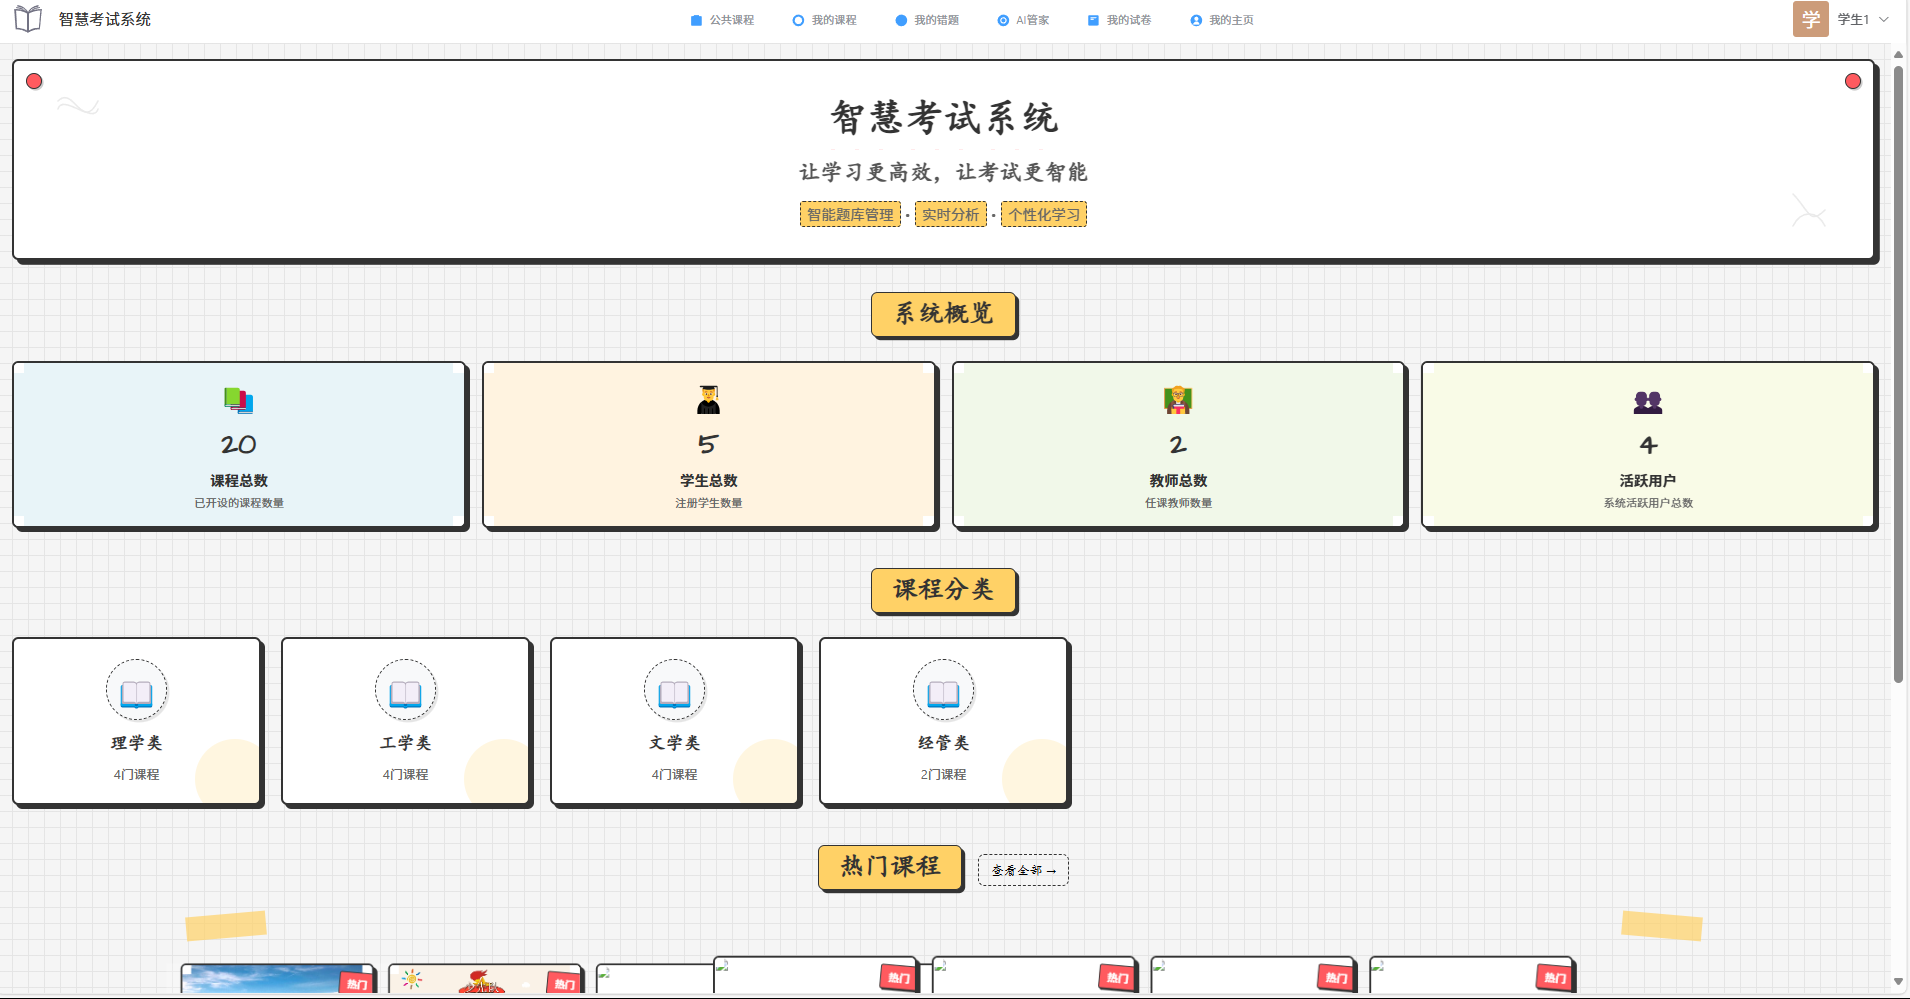 智慧考试系统
公共课程 我的课程 我的错题 AI管家 我的试卷 我的主页
学 学生1
智慧考试系统
让学习更高效，让考试更智能
智能题库管理 • 实时分析 • 个性化学习
系统概览
20 5 2 4
课程总数 学生总数 教师总数 活跃用户
已开设的课程数量 注册学生数量 任课教师数量 系统活跃用户总数
课程分类
理学类 工学类 文学类 经管类
4门课程 4门课程 4门课程 2门课程
热门课程 查看全部 →
热门 热门 热门 热门 热门 热门